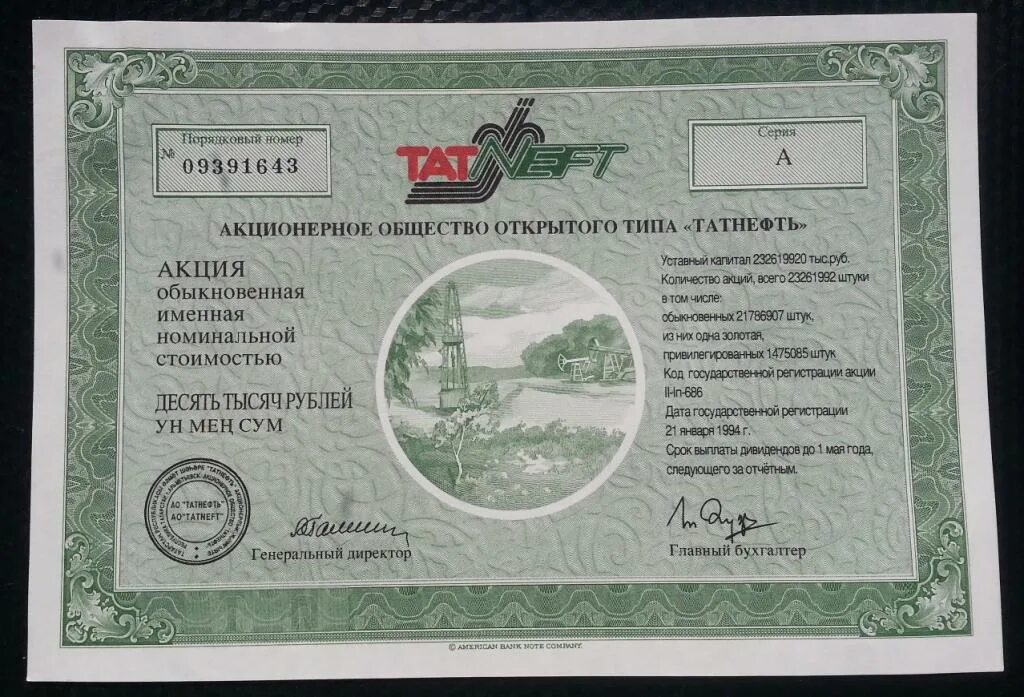 Порядковый номер
№ 09391643
TATNEFT
Серия
А
АКЦИОНЕРНОЕ ОБЩЕСТВО ОТКРЫТОГО ТИПА «ТАТНЕФТЬ»
АКЦИЯ
обыкновенная
именная
номинальной
стоимостью
ДЕСЯТЬ ТЫСЯЧ РУБЛЕЙ
УН МЕҢ СУМ
Уставный капитал 232619920 тыс.руб.
Количество акций, всего 23261992 штуки
в том числе:
обыкновенных 21786907 штук,
из них одна золотая,
привилегированных 1475085 штук
Код государственной регистрации акции
II-In-686
Дата государственной регистрации
21 января 1994 г.
Срок выплаты дивидендов до 1 мая года,
следующего за отчётным.
АО "ТАТНЕФТЬ"
АО "TATNEFT"
Генеральный директор
Главный бухгалтер
© AMERICAN BANK NOTE COMPANY.